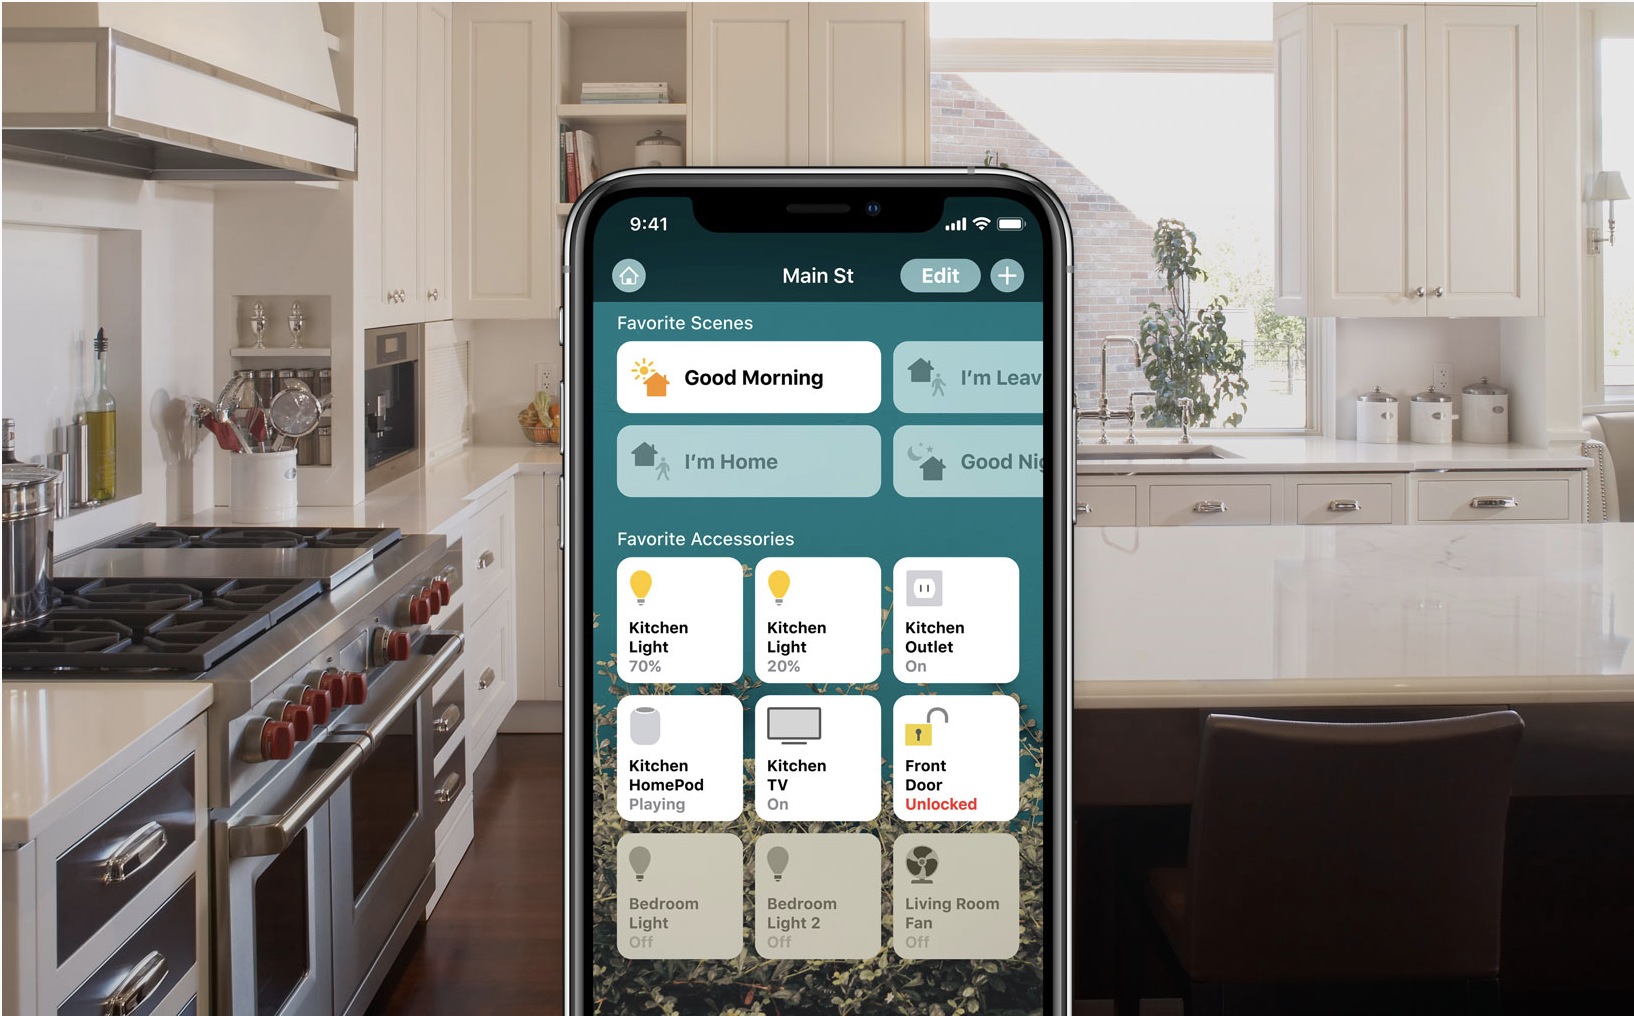 9:41
Main St
Edit
Favorite Scenes
Good Morning
I'm Leav
I'm Home
Good Nig
Favorite Accessories
Kitchen
Light
70%
Kitchen
Light
20%
Kitchen
Outlet
On
Kitchen
HomePod
Playing
Kitchen
TV
On
Front
Door
Unlocked
Bedroom
Light
Off
Bedroom
Light 2
Off
Living Room
Fan
Off